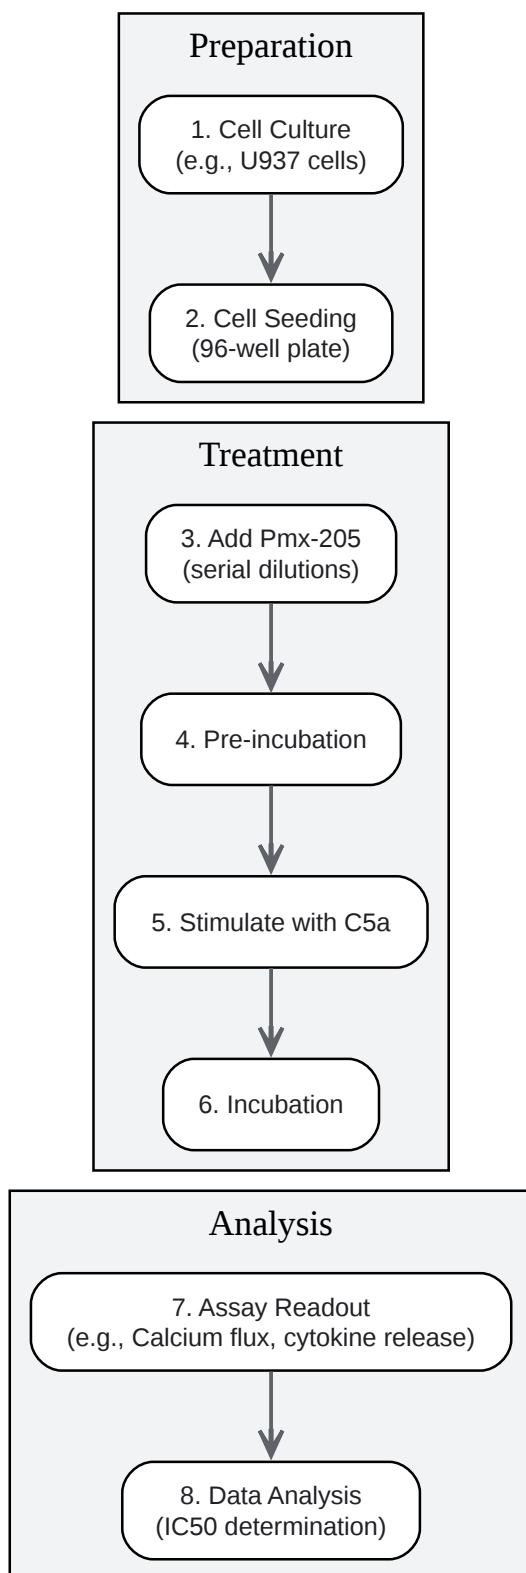 Preparation
1. Cell Culture
(e.g., U937 cells)
2. Cell Seeding
(96-well plate)
Treatment
3. Add Pmx-205
(serial dilutions)
4. Pre-incubation
5. Stimulate with C5a
6. Incubation
Analysis
7. Assay Readout
(e.g., Calcium flux, cytokine release)
8. Data Analysis
(IC50 determination)